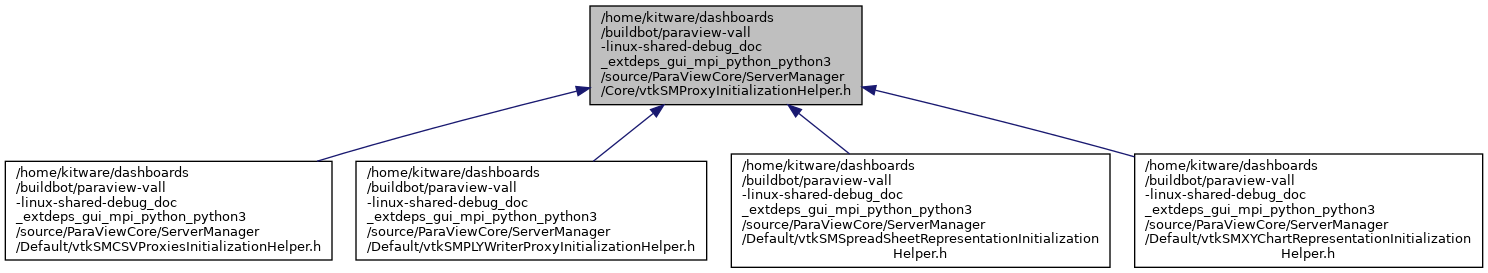 /home/kitware/dashboards
/buildbot/paraview-vall
-linux-shared-debug_doc
_extdeps_gui_mpi_python_python3
/source/ParaViewCore/ServerManager
/Core/vtkSMProxyInitializationHelper.h
/home/kitware/dashboards
/buildbot/paraview-vall
-linux-shared-debug_doc
_extdeps_gui_mpi_python_python3
/source/ParaViewCore/ServerManager
/Default/vtkSMCSVProxiesInitializationHelper.h
/home/kitware/dashboards
/buildbot/paraview-vall
-linux-shared-debug_doc
_extdeps_gui_mpi_python_python3
/source/ParaViewCore/ServerManager
/Default/vtkSMPLYWriterProxyInitializationHelper.h
/home/kitware/dashboards
/buildbot/paraview-vall
-linux-shared-debug_doc
_extdeps_gui_mpi_python_python3
/source/ParaViewCore/ServerManager
/Default/vtkSMSpreadSheetRepresentationInitialization
Helper.h
/home/kitware/dashboards
/buildbot/paraview-vall
-linux-shared-debug_doc
_extdeps_gui_mpi_python_python3
/source/ParaViewCore/ServerManager
/Default/vtkSMXYChartRepresentationInitialization
Helper.h